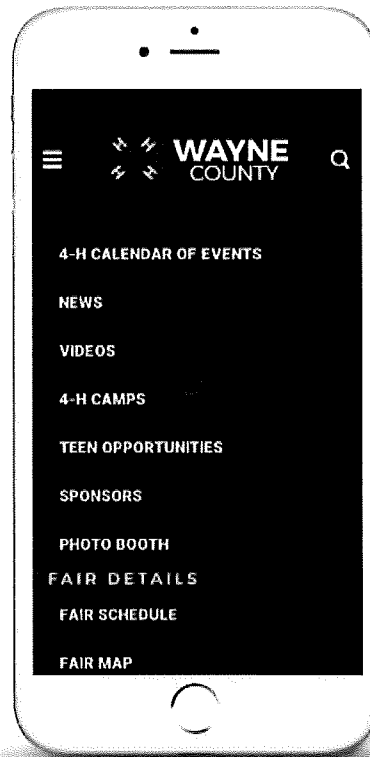 WAYNE
COUNTY
4-H CALENDAR OF EVENTS
NEWS
VIDEOS
4-H CAMPS
TEEN OPPORTUNITIES
SPONSORS
PHOTO BOOTH
FAIR DETAILS
FAIR SCHEDULE
FAIR MAP